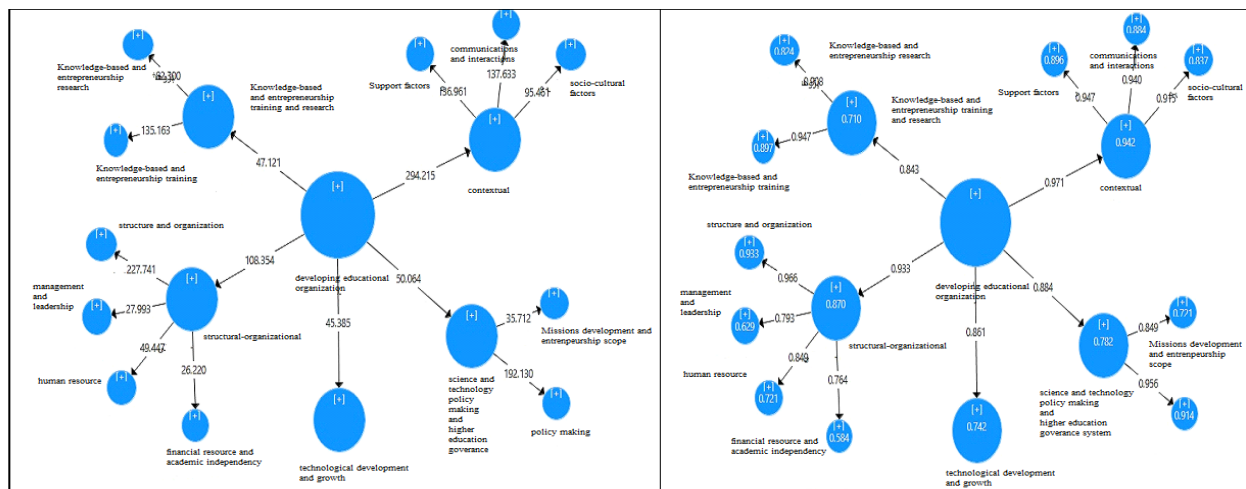 [+]
Knowledge-based and
entrepreneurship
research
[+]
Knowledge-based
and entrepreneurship
training and research
135.163
[+]
Knowledge-based and
entrepreneurship training
47.121
[+]
communications
and interactions
137.633
[+]
Support factors
136.961
[+]
socio-cultural
factors
95.461
[+]
contextual
294.215
[+]
developing educational
organization
structure and organization
[+]
227.741
108.354
management
and
leadership
[+]
27.993
[+]
structural-organizational
49.447
human resource
[+]
26.220
[+]
financial resource and
academic independency
45.385
[+]
technological development
and growth
50.064
[+]
science and
technology
policy
making
and
higher
education
goverance
35.712
[+]
Missions development and
entrenpeurship scope
192.130
[+]
policy making
[+]
0.824
Knowledge-based and
entrepreneurship research
[+]
0.710
Knowledge-based and entrepreneurship
training and research
0.947
[+]
0.897
Knowledge-based and
entrepreneurship training
0.843
[+]
0.884
communications
and interactions
0.940
[+]
0.896
Support factors
0.947
[+]
0.837
socio-cultural
factors
0.915
[+]
0.942
contextual
0.971
[+]
developing educational
organization
structure and organization
[+]
0.933
0.966
0.933
management
and
leadership
[+]
0.629
0.793
[+]
0.870
structural-organizational
0.849
human resource
[+]
0.721
0.764
[+]
0.584
financial resource and
academic independency
0.861
[+]
0.742
technological development
and growth
0.884
[+]
0.782
science and technology
policy making
and
higher education
goverance system
0.849
[+]
0.721
Missions development
and entrenpeurship
scope
0.956
[+]
0.914